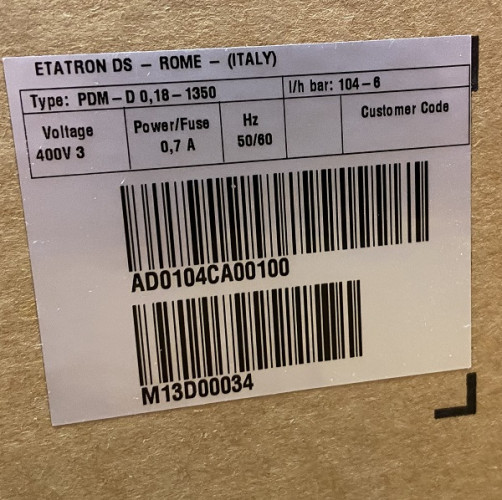 ETATRON DS - ROME - (ITALY)
Type: PDM-D 0,18-1350 l/h bar: 104-6
Voltage Power/Fuse Hz Customer Code
400V 3 0,7 A 50/60
AD0104CA00100
M13D00034